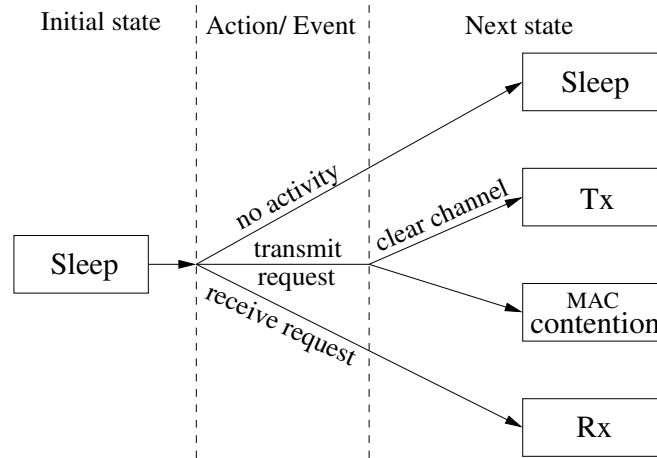 Initial state
Action/ Event
Next state
Sleep
no activity
transmit
request
receive request
clear channel
Sleep
Tx
MAC
contention
Rx